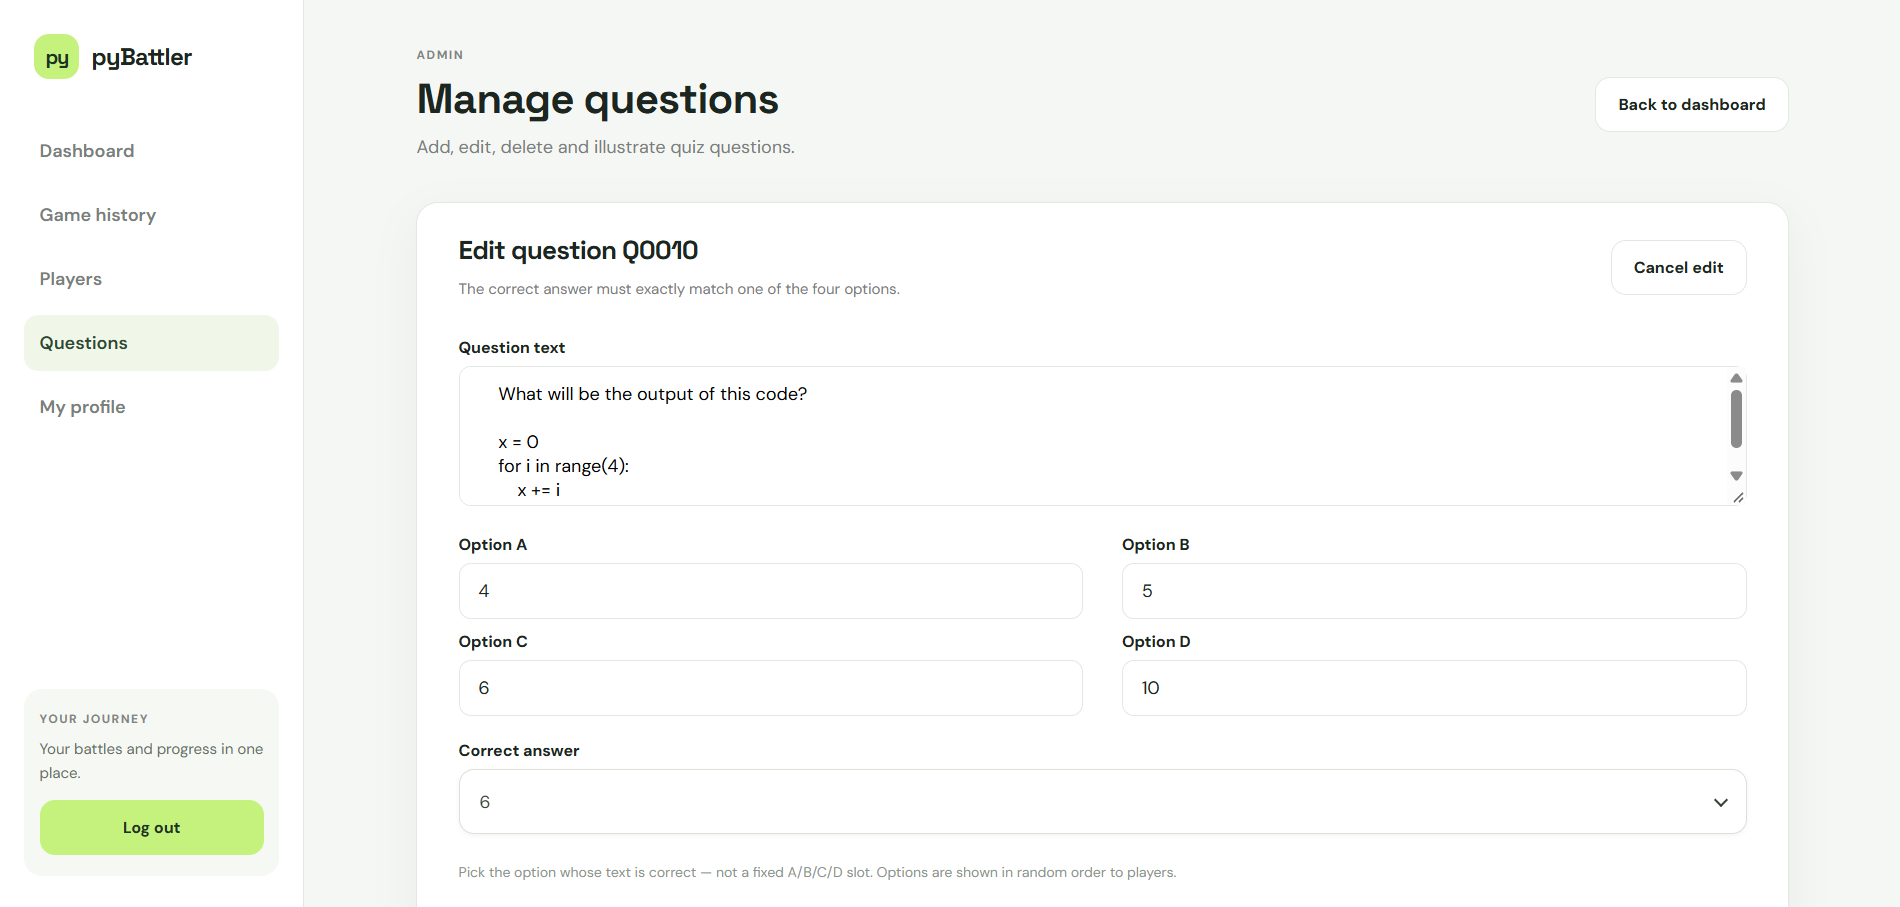 py pyBattler
Dashboard
Game history
Players
Questions
My profile
YOUR JOURNEY
Your battles and progress in one
place.
Log out
ADMIN
Manage questions
Add, edit, delete and illustrate quiz questions.
Back to dashboard
Edit question Q0010
The correct answer must exactly match one of the four options.
Cancel edit
Question text
What will be the output of this code?
x = 0
for i in range(4):
    x += i
Option A
4
Option B
5
Option C
6
Option D
10
Correct answer
6
Pick the option whose text is correct — not a fixed A/B/C/D slot. Options are shown in random order to players.